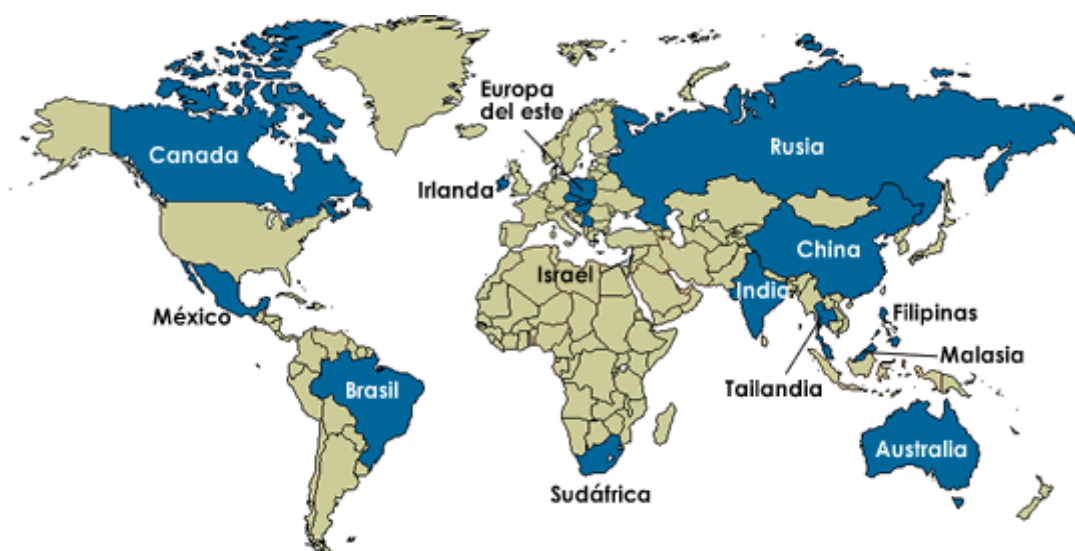 Europa
del este
Canada
Rusia
Irlanda
China
Israel
India
México
Filipinas
Malasia
Tailandia
Brasil
Australia
Sudáfrica